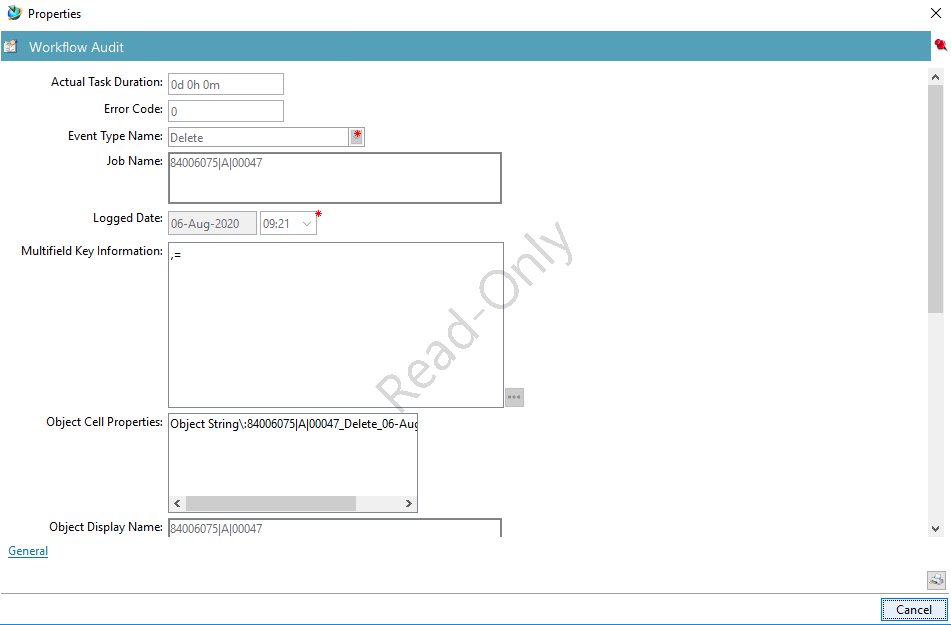 Properties
Workflow Audit
Actual Task Duration: 0d 0h 0m
Error Code: 0
Event Type Name: Delete *
Job Name: 84006075|A|00047
Logged Date: 06-Aug-2020 09:21 *
Multifield Key Information: ,=
Read-Only
Object Cell Properties: Object String\:84006075|A|00047_Delete_06-Aug
Object Display Name: 84006075|A|00047
General
Cancel